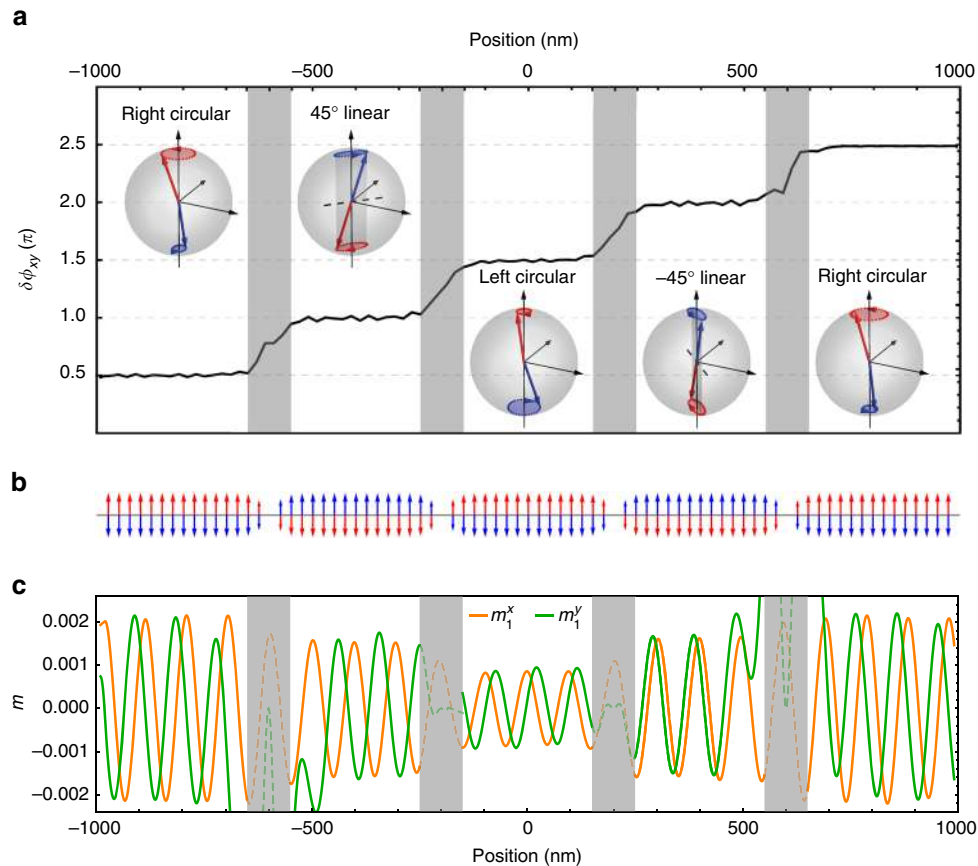 a
Position (nm)
−1000 −500 0 500 1000
Right circular 45° linear
2.5
2.0
1.5
1.0
0.5
δϕxy (π)
Left circular −45° linear Right circular
b
c
m₁ˣ m₁ʸ
0.002
0.001
0.000
−0.001
−0.002
m
−1000 −500 0 500 1000
Position (nm)